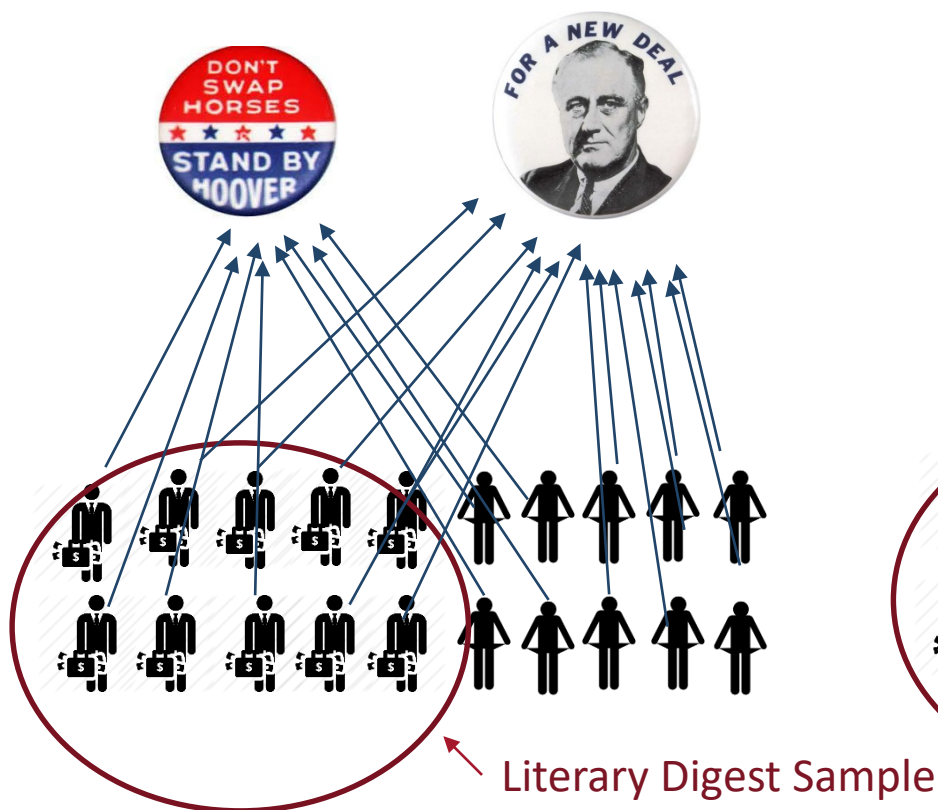 DON'T
SWAP
HORSES
STAND BY
HOOVER
FOR A NEW DEAL
$ $ $ $ $
$ $ $ $ $
Literary Digest Sample